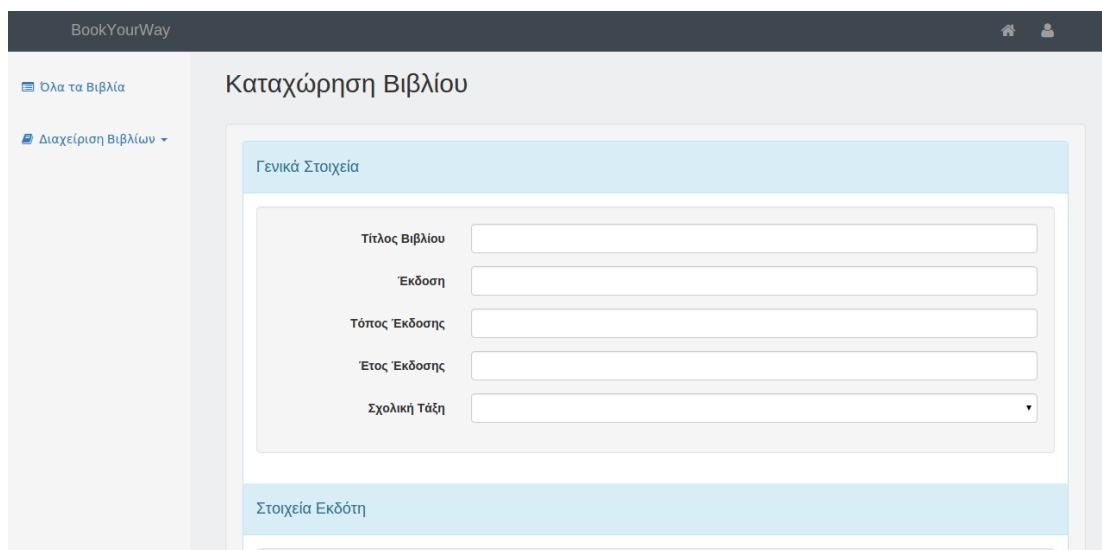 BookYourWay
Όλα τα Βιβλία
Διαχείριση Βιβλίων
Καταχώρηση Βιβλίου
Γενικά Στοιχεία
Τίτλος Βιβλίου
Έκδοση
Τόπος Έκδοσης
Έτος Έκδοσης
Σχολική Τάξη
Στοιχεία Εκδότη